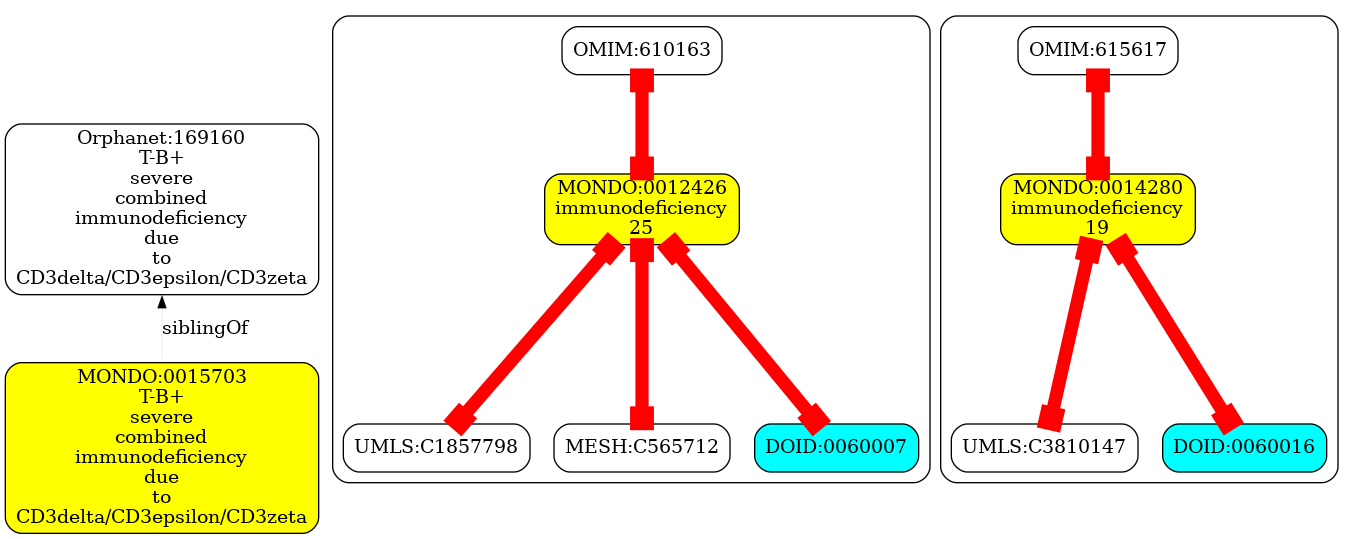 Orphanet:169160
T-B+
severe
combined
immunodeficiency
due
to
CD3delta/CD3epsilon/CD3zeta
siblingOf
MONDO:0015703
T-B+
severe
combined
immunodeficiency
due
to
CD3delta/CD3epsilon/CD3zeta
OMIM:610163
MONDO:0012426
immunodeficiency
25
UMLS:C1857798
MESH:C565712
DOID:0060007
OMIM:615617
MONDO:0014280
immunodeficiency
19
UMLS:C3810147
DOID:0060016